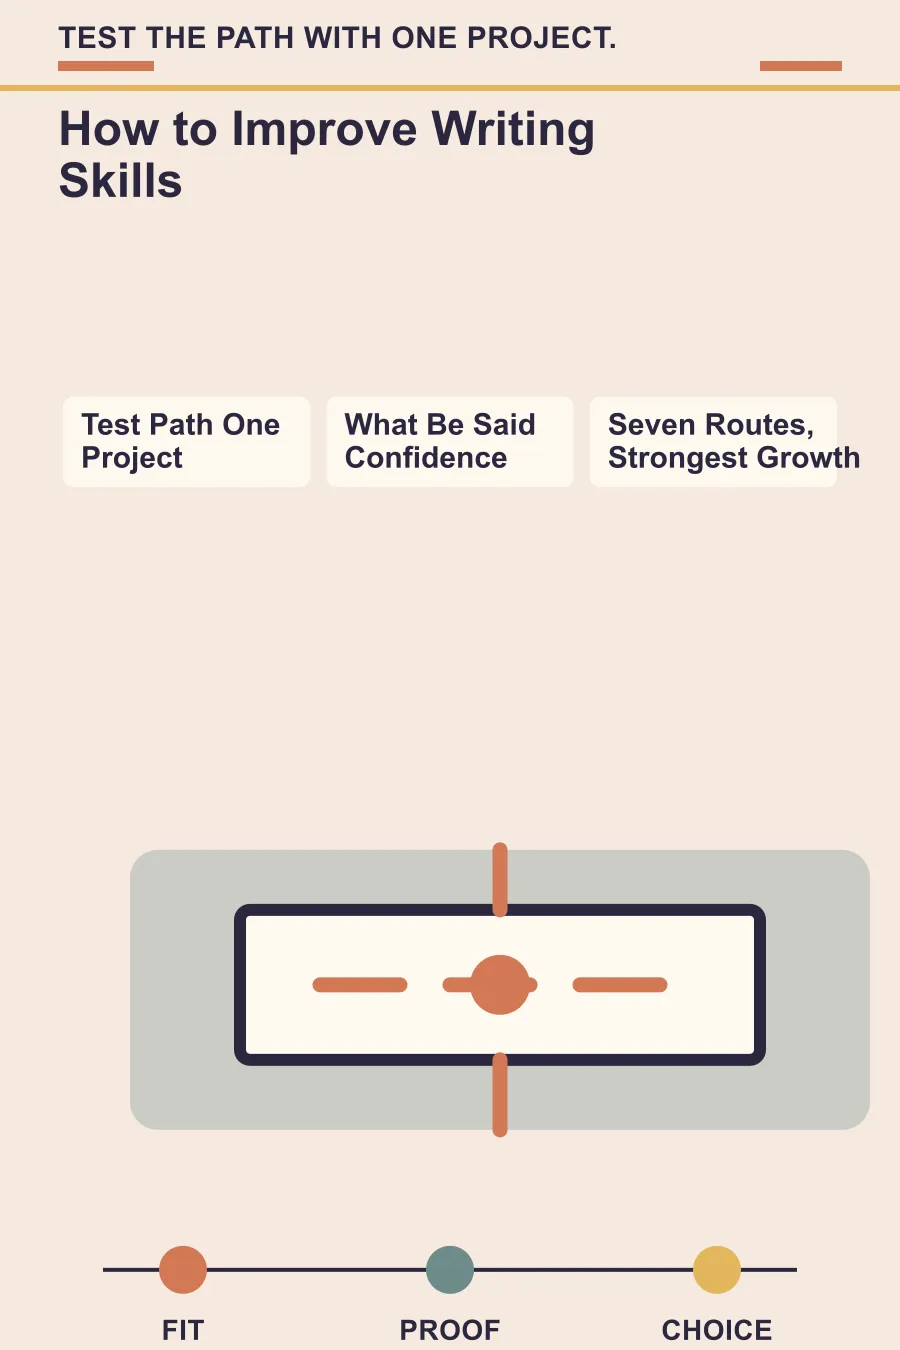 TEST THE PATH WITH ONE PROJECT.
How to Improve Writing
Skills
Test Path One
Project
What Be Said
Confidence
Seven Routes,
Strongest Growth
FIT
PROOF
CHOICE